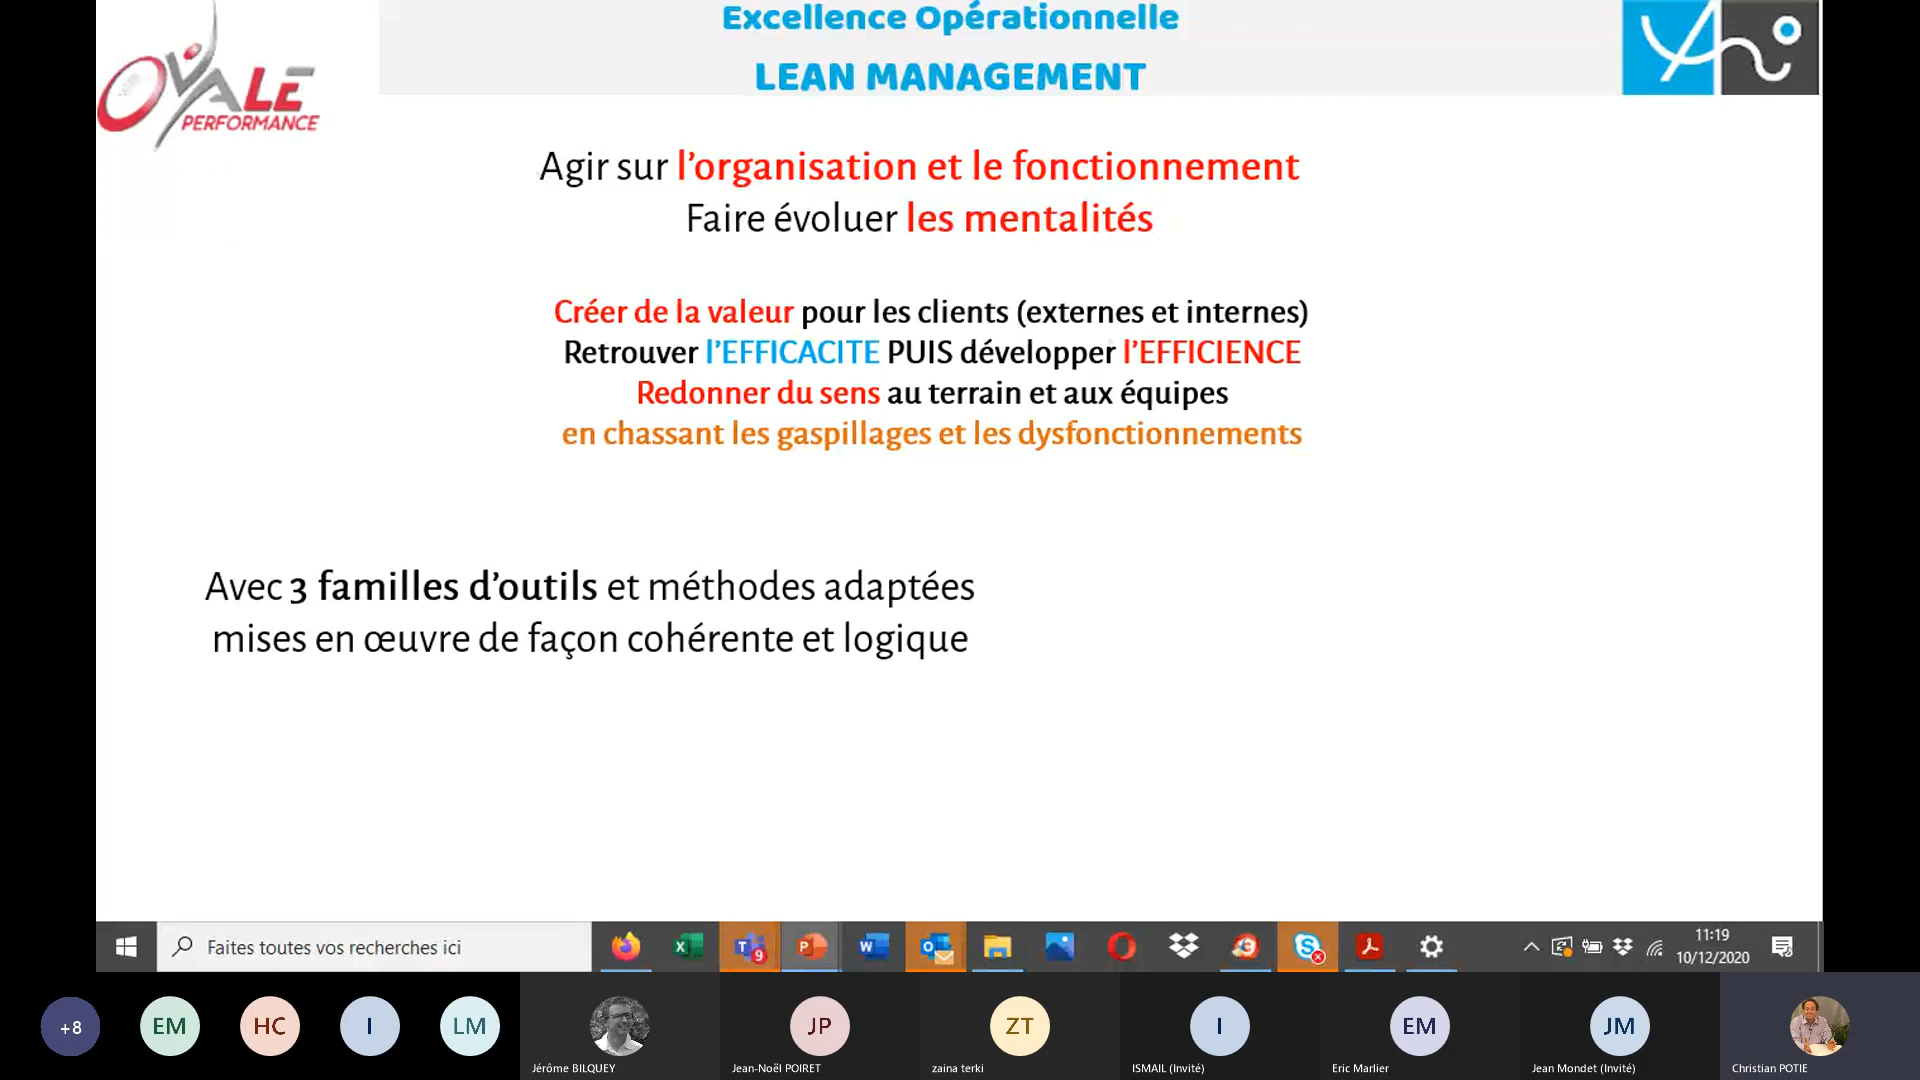 Excellence Opérationnelle
LEAN MANAGEMENT
OVALE
PERFORMANCE
Agir sur l’organisation et le fonctionnement
Faire évoluer les mentalités
Créer de la valeur pour les clients (externes et internes)
Retrouver l’EFFICACITE PUIS développer l’EFFICIENCE
Redonner du sens au terrain et aux équipes
en chassant les gaspillages et les dysfonctionnements
Avec 3 familles d’outils et méthodes adaptées
mises en œuvre de façon cohérente et logique
Faites toutes vos recherches ici
9
11:19
10/12/2020
+8
EM
HC
I
LM
JP
ZT
I
EM
JM
Jérôme BILQUEY
Jean-Noël POIRET
zaina terki
ISMAIL (Invité)
Eric Marlier
Jean Mondet (Invité)
Christian POTIE